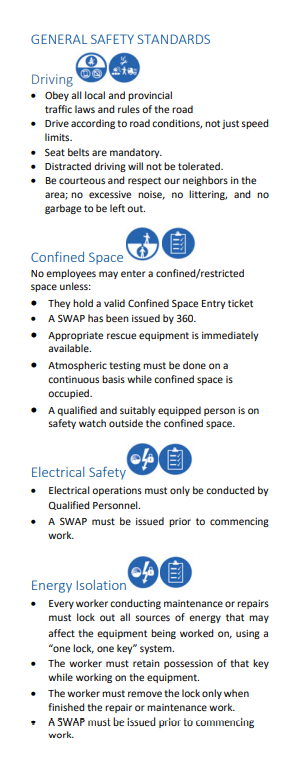 GENERAL SAFETY STANDARDS
Driving
• Obey all local and provincial
traffic laws and rules of the road
• Drive according to road conditions, not just speed
limits.
• Seat belts are mandatory.
• Distracted driving will not be tolerated.
• Be courteous and respect our neighbors in the
area; no excessive noise, no littering, and no
garbage to be left out.
Confined Space
No employees may enter a confined/restricted
space unless:
• They hold a valid Confined Space Entry ticket
• A SWAP has been issued by 360.
• Appropriate rescue equipment is immediately
available.
• Atmospheric testing must be done on a
continuous basis while confined space is
occupied.
• A qualified and suitably equipped person is on
safety watch outside the confined space.
Electrical Safety
• Electrical operations must only be conducted by
Qualified Personnel.
• A SWAP must be issued prior to commencing
work.
Energy Isolation
• Every worker conducting maintenance or repairs
must lock out all sources of energy that may
affect the equipment being worked on, using a
“one lock, one key” system.
• The worker must retain possession of that key
while working on the equipment.
• The worker must remove the lock only when
finished the repair or maintenance work.
• A SWAP must be issued prior to commencing
work.